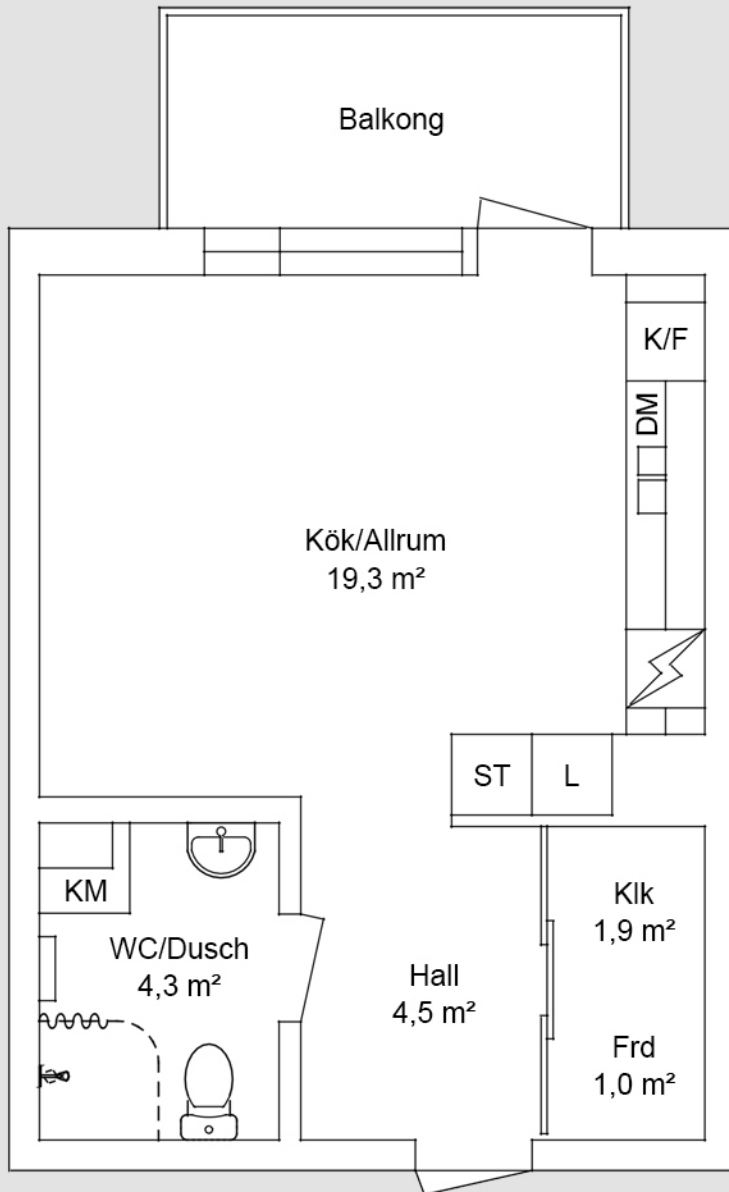 Balkong
K/F
DM
Kök/Allrum
19,3 m²
ST
L
KM
WC/Dusch
4,3 m²
Hall
4,5 m²
Klk
1,9 m²
Frd
1,0 m²